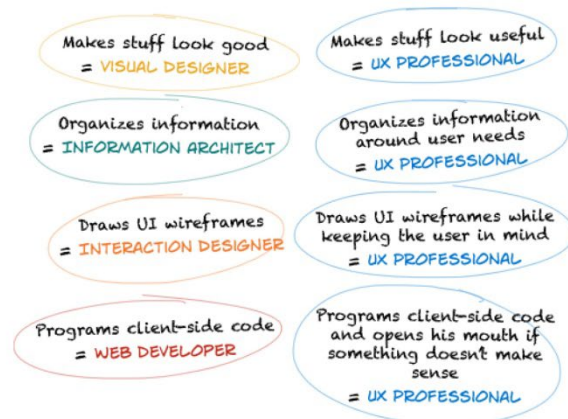 Makes stuff look good
= VISUAL DESIGNER
Makes stuff look useful
= UX PROFESSIONAL
Organizes information
= INFORMATION ARCHITECT
Organizes information
around user needs
= UX PROFESSIONAL
Draws UI wireframes
= INTERACTION DESIGNER
Draws UI wireframes while
keeping the user in mind
= UX PROFESSIONAL
Programs client-side code
= WEB DEVELOPER
Programs client-side code
and opens his mouth if
something doesn't make
sense
= UX PROFESSIONAL